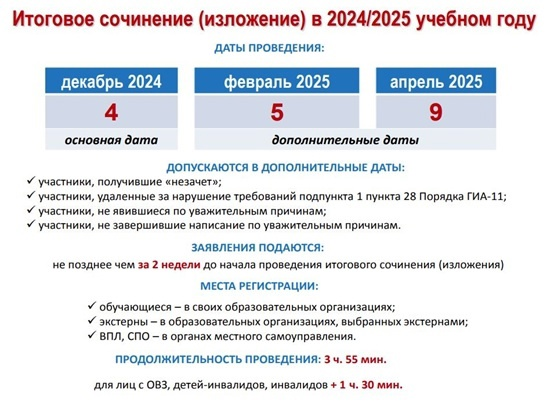 Итоговое сочинение (изложение) в 2024/2025 учебном году
ДАТЫ ПРОВЕДЕНИЯ:
декабрь 2024 февраль 2025 апрель 2025
4 5 9
основная дата дополнительные даты
ДОПУСКАЮТСЯ В ДОПОЛНИТЕЛЬНЫЕ ДАТЫ:
✓ участники, получившие «незачет»;
✓ участники, удаленные за нарушение требований подпункта 1 пункта 28 Порядка ГИА-11;
✓ участники, не явившиеся по уважительным причинам;
✓ участники, не завершившие написание по уважительным причинам.
ЗАЯВЛЕНИЯ ПОДАЮТСЯ:
не позднее чем за 2 недели до начала проведения итогового сочинения (изложения)
МЕСТА РЕГИСТРАЦИИ:
✓ обучающиеся – в своих образовательных организациях;
✓ экстерны – в образовательных организациях, выбранных экстернами;
✓ ВПЛ, СПО – в органах местного самоуправления.
ПРОДОЛЖИТЕЛЬНОСТЬ ПРОВЕДЕНИЯ: 3 ч. 55 мин.
для лиц с ОВЗ, детей-инвалидов, инвалидов + 1 ч. 30 мин.